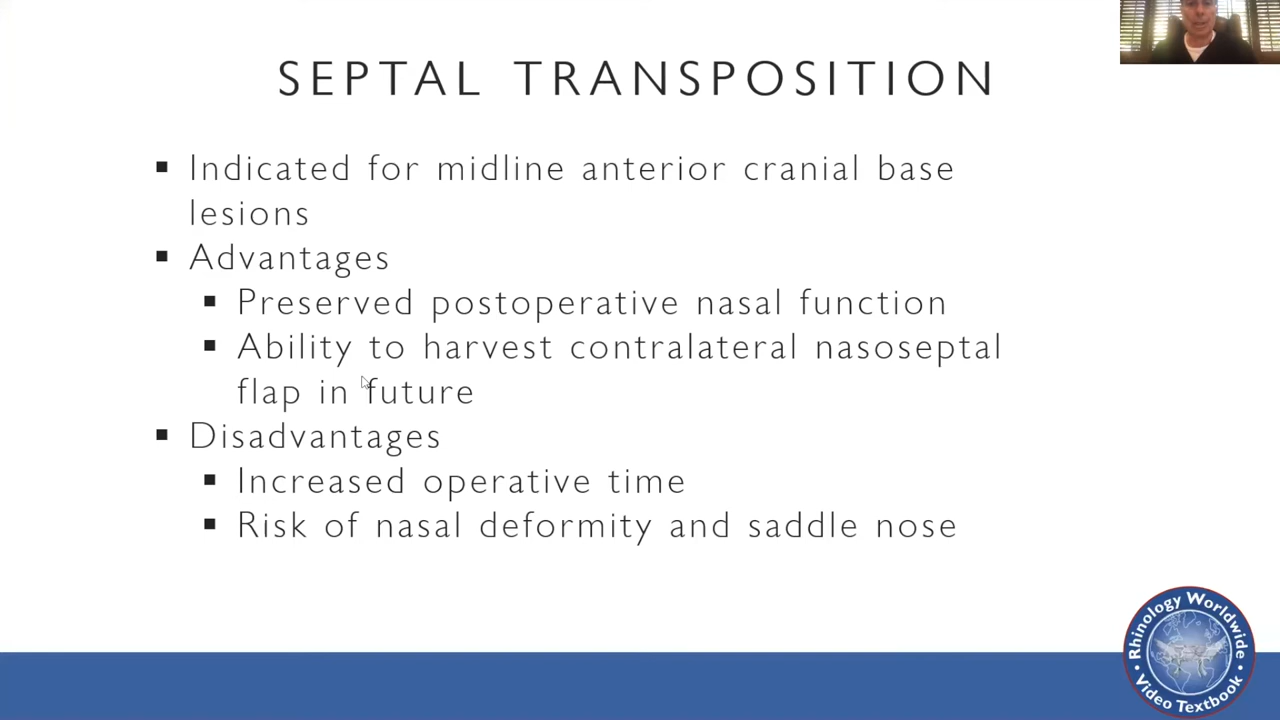 SEPTAL TRANSPOSITION
▪ Indicated for midline anterior cranial base
lesions
▪ Advantages
▪ Preserved postoperative nasal function
▪ Ability to harvest contralateral nasoseptal
flap in future
▪ Disadvantages
▪ Increased operative time
▪ Risk of nasal deformity and saddle nose
Rhinology Worldwide
• Video Textbook •